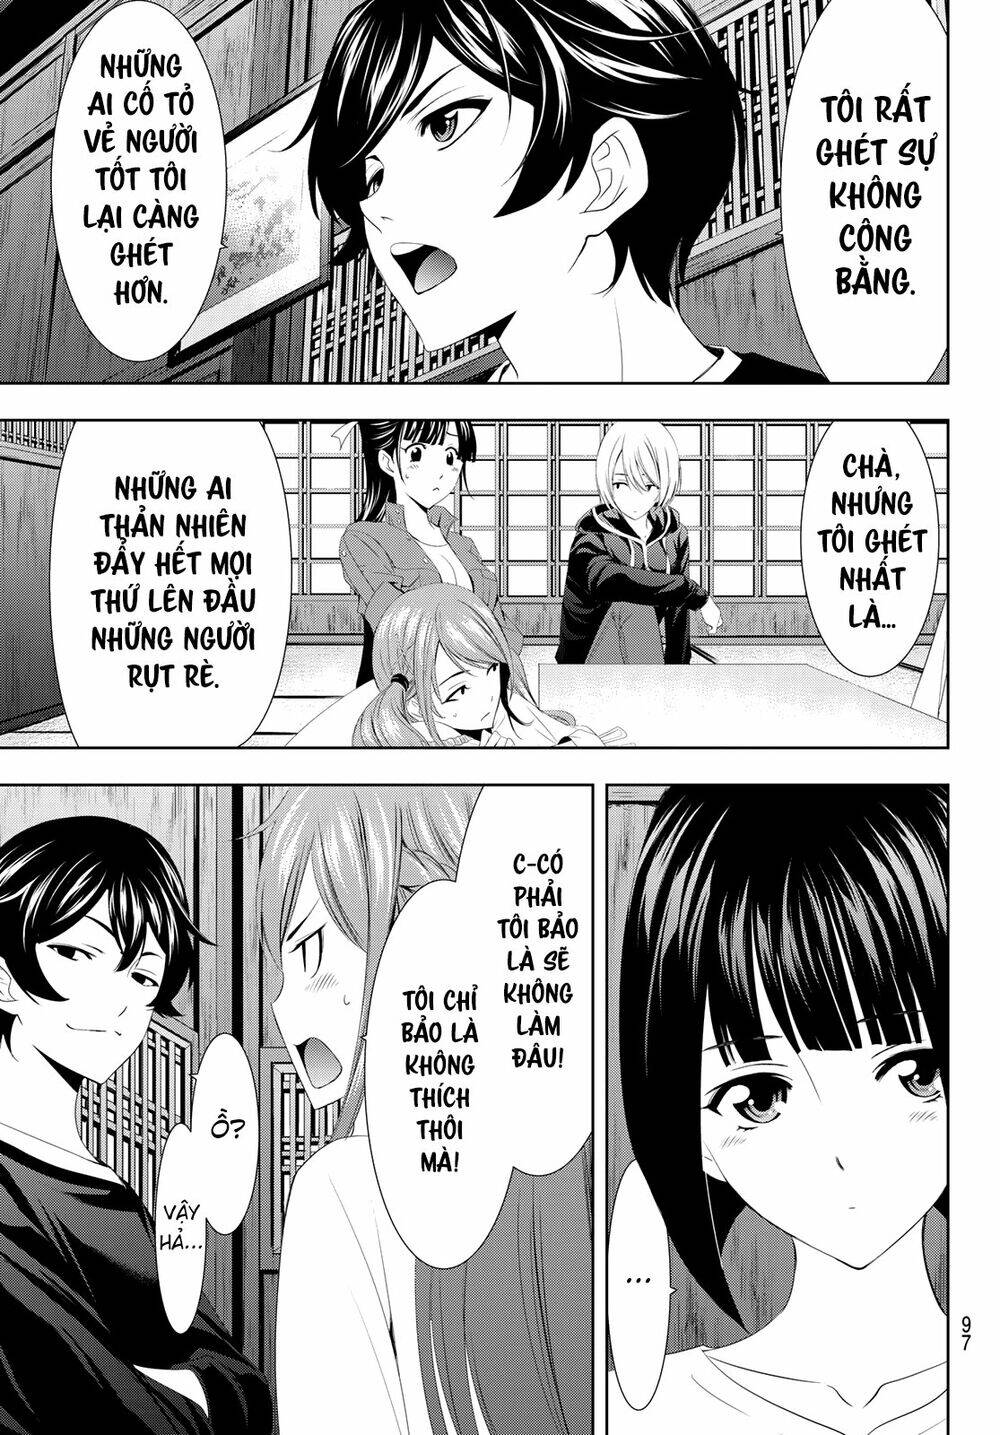 TÔI RẤT
GHÉT SỰ
KHÔNG
CÔNG
BẰNG.
NHỮNG
AI CỐ TỎ
VẺ NGƯỜI
TỐT TÔI
LẠI CÀNG
GHÉT
HƠN.
CHÀ,
NHƯNG
TÔI GHÉT
NHẤT
LÀ...
NHỮNG AI
THẢN NHIÊN
ĐẨY HẾT MỌI
THỨ LÊN ĐẦU
NHỮNG NGƯỜI
RỤT RÈ.
...
C-CÓ
PHẢI
TÔI BẢO
LÀ SẼ
KHÔNG
LÀM
ĐÂU!
TÔI CHỈ
BẢO LÀ
KHÔNG
THÍCH
THÔI
MÀ!
Ồ?
VẬY
HẢ...
97